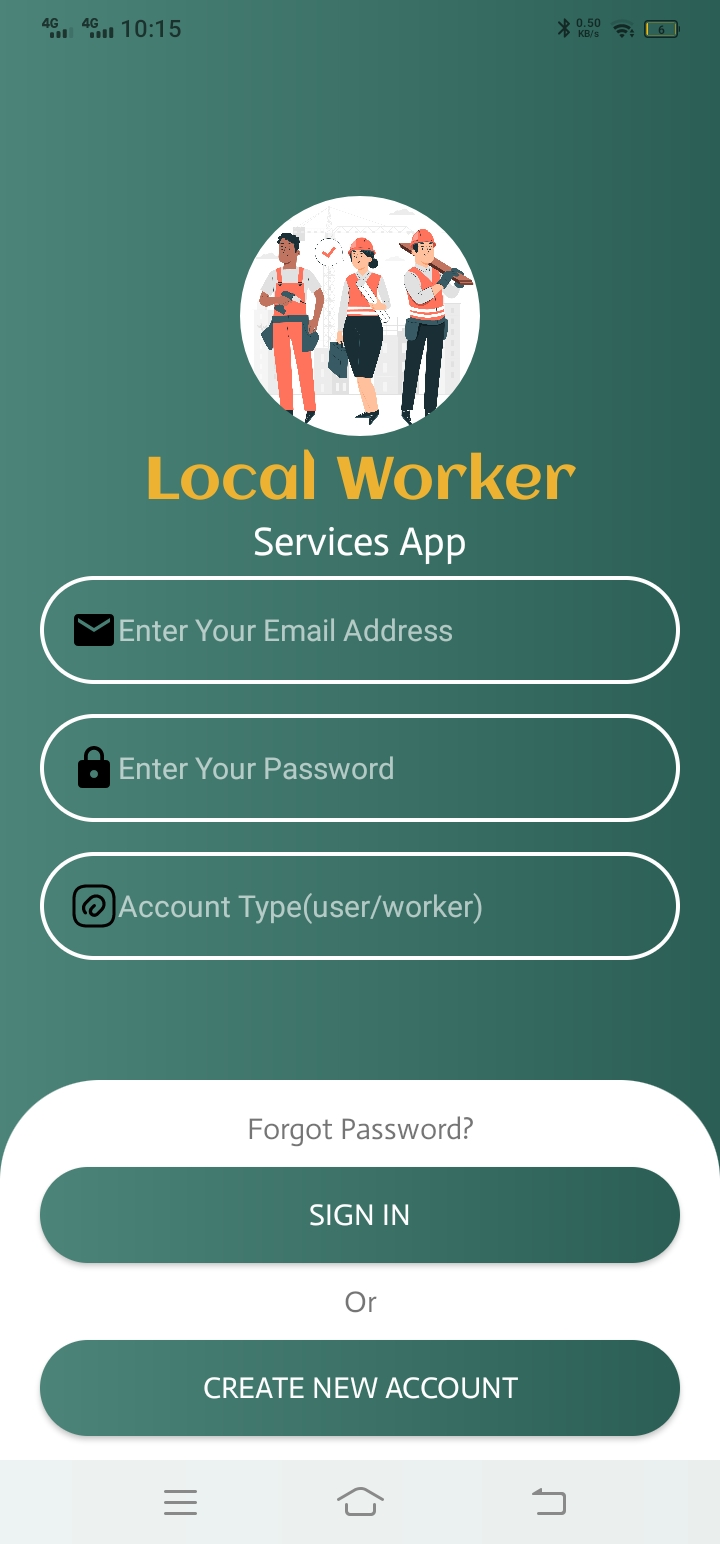 4G 4G 10:15 0.50 KB/s 6
Local Worker
Services App
Enter Your Email Address
Enter Your Password
Account Type(user/worker)
Forgot Password?
SIGN IN
Or
CREATE NEW ACCOUNT